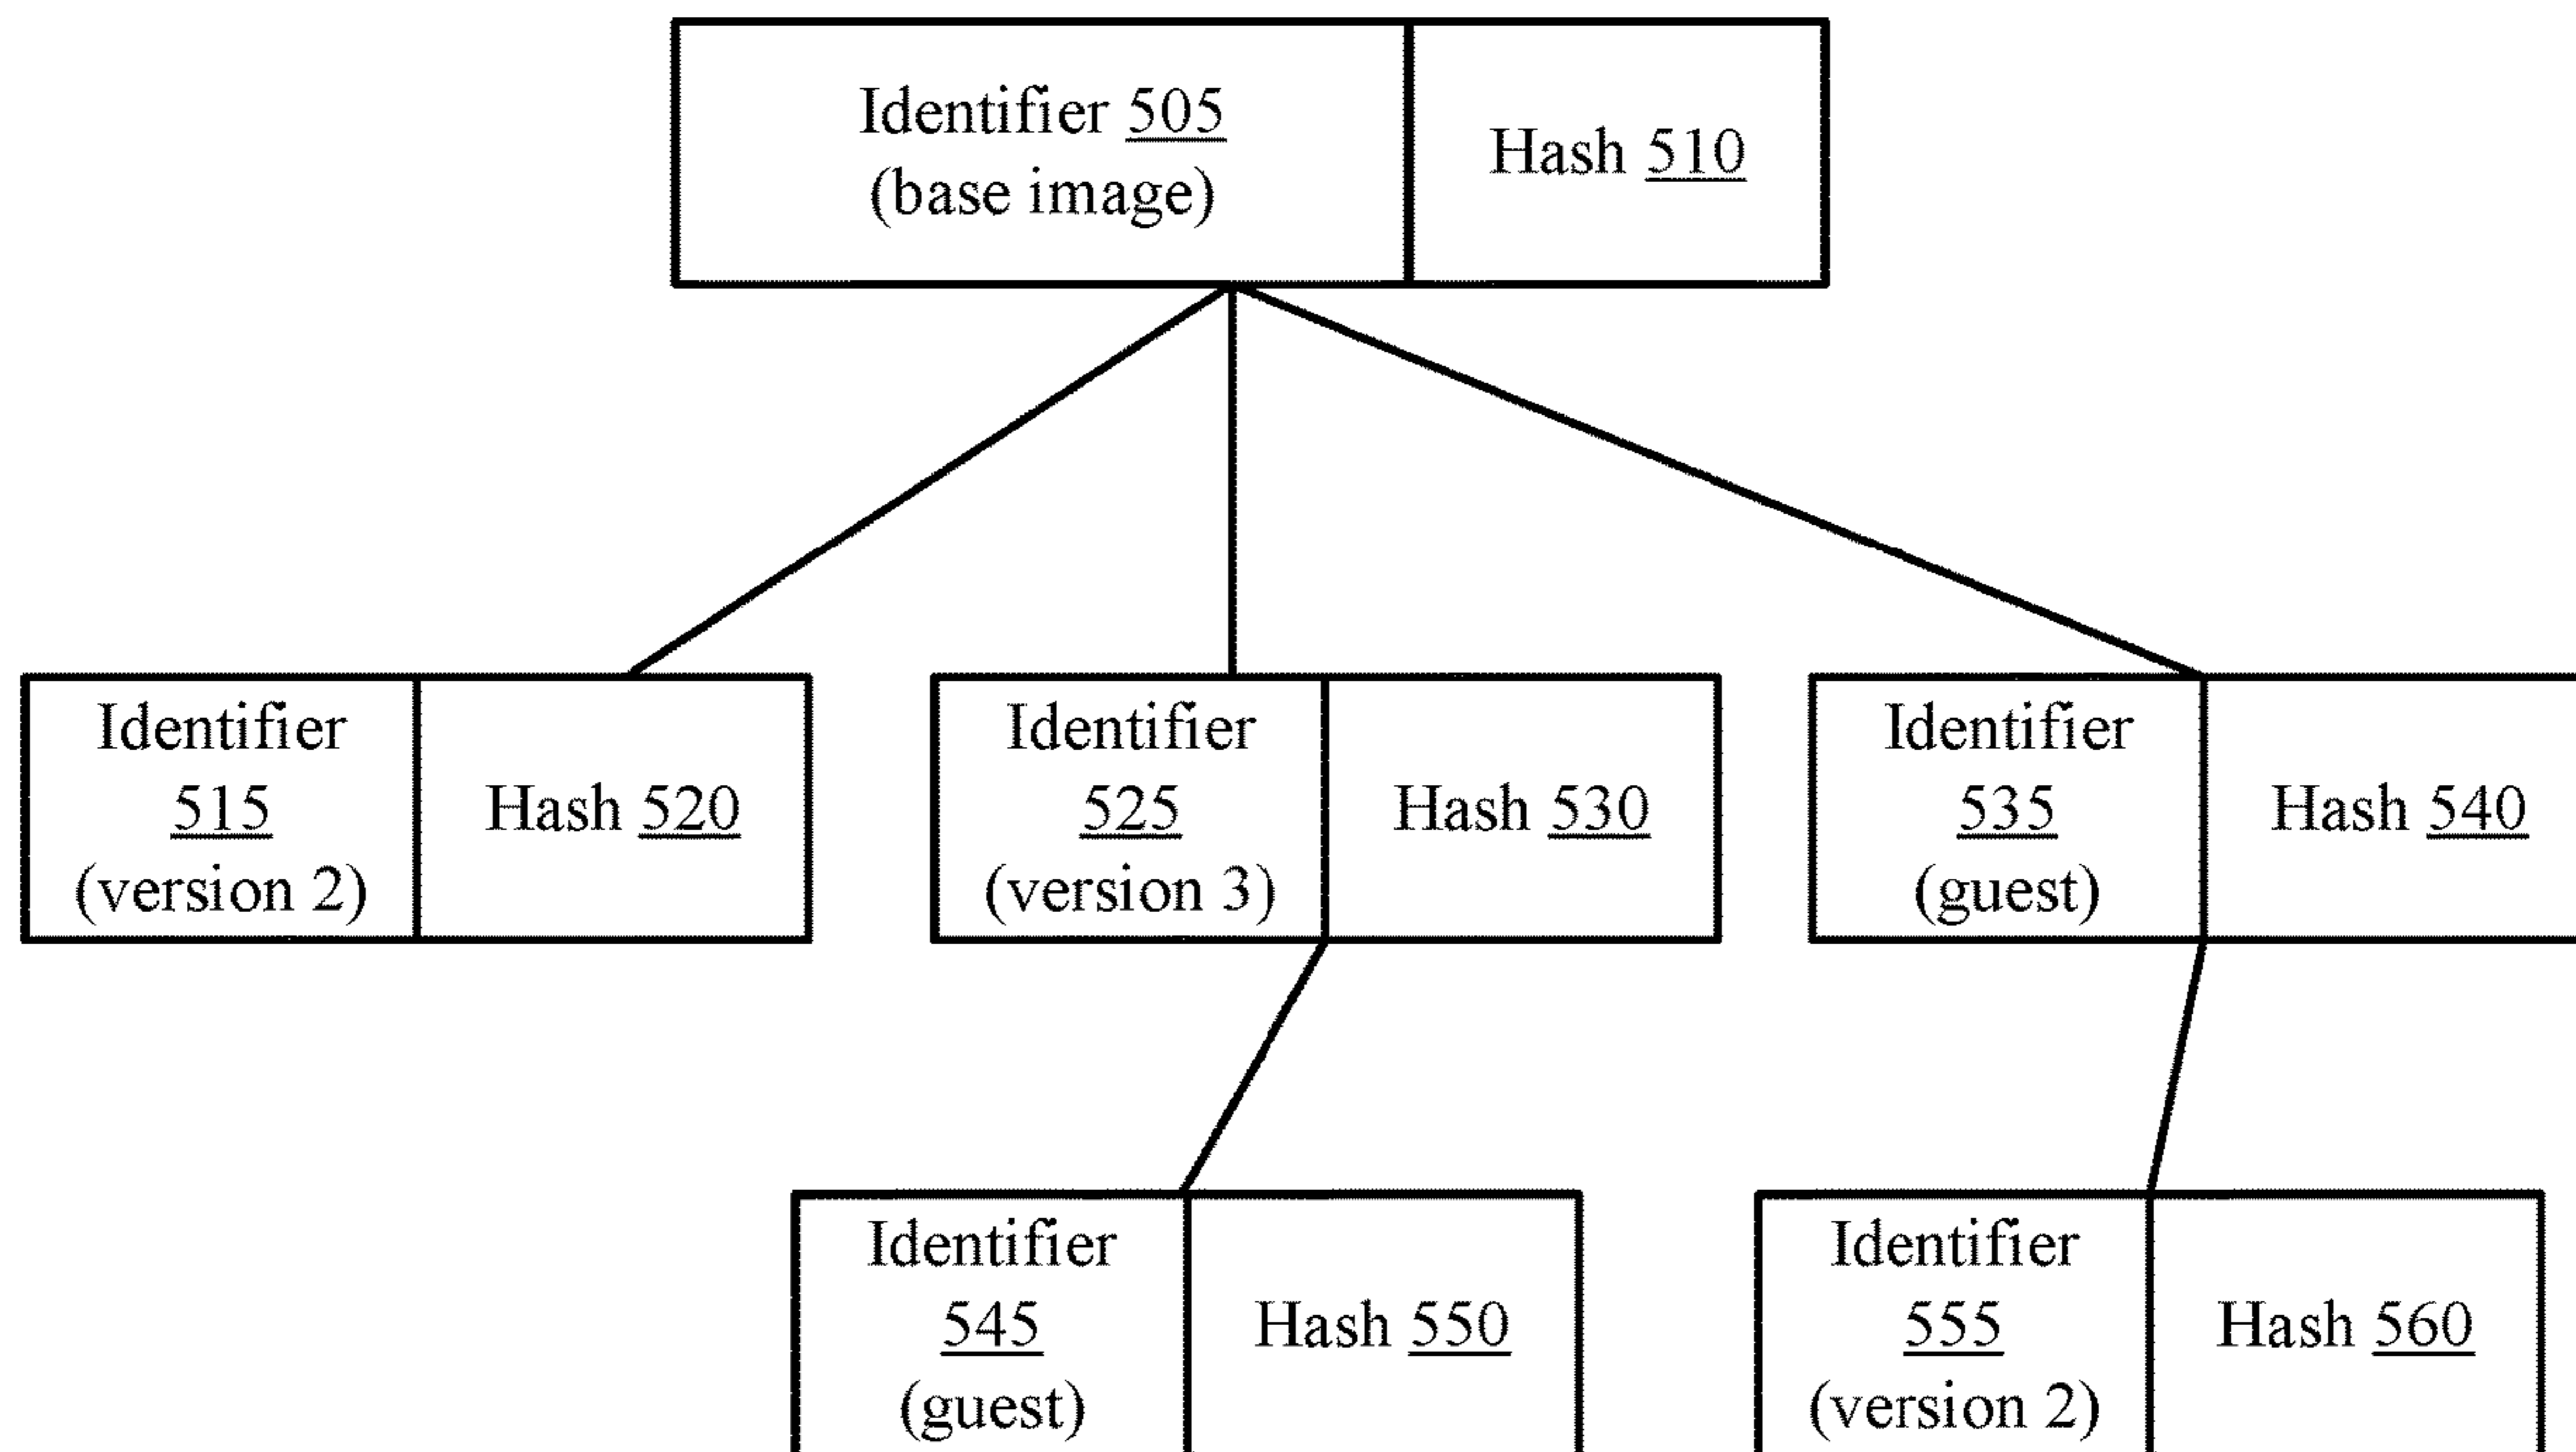 Identifier 505
(base image)
Hash 510
Identifier
515
(version 2)
Hash 520
Identifier
525
(version 3)
Hash 530
Identifier
535
(guest)
Hash 540
Identifier
545
(guest)
Hash 550
Identifier
555
(version 2)
Hash 560